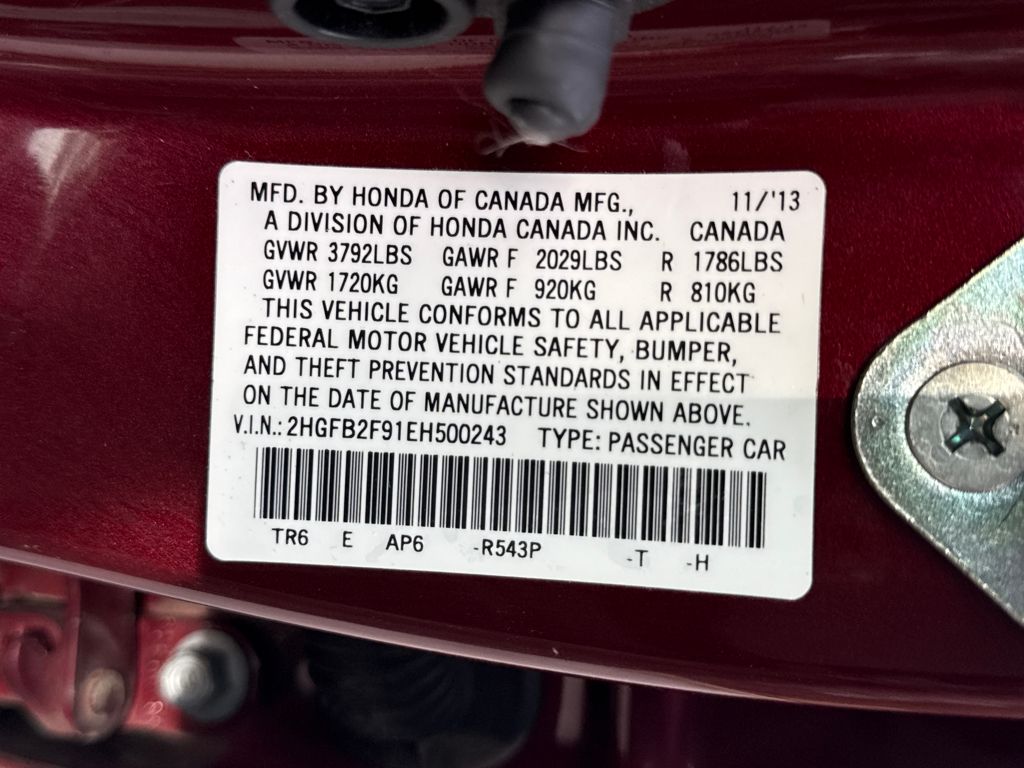 MFD. BY HONDA OF CANADA MFG., 11/'13
A DIVISION OF HONDA CANADA INC. CANADA
GVWR 3792LBS GAWR F 2029LBS R 1786LBS
GVWR 1720KG GAWR F 920KG R 810KG
THIS VEHICLE CONFORMS TO ALL APPLICABLE
FEDERAL MOTOR VEHICLE SAFETY, BUMPER,
AND THEFT PREVENTION STANDARDS IN EFFECT
ON THE DATE OF MANUFACTURE SHOWN ABOVE.
V.I.N.: 2HGFB2F91EH500243 TYPE: PASSENGER CAR
TR6 E AP6 -R543P -T -H